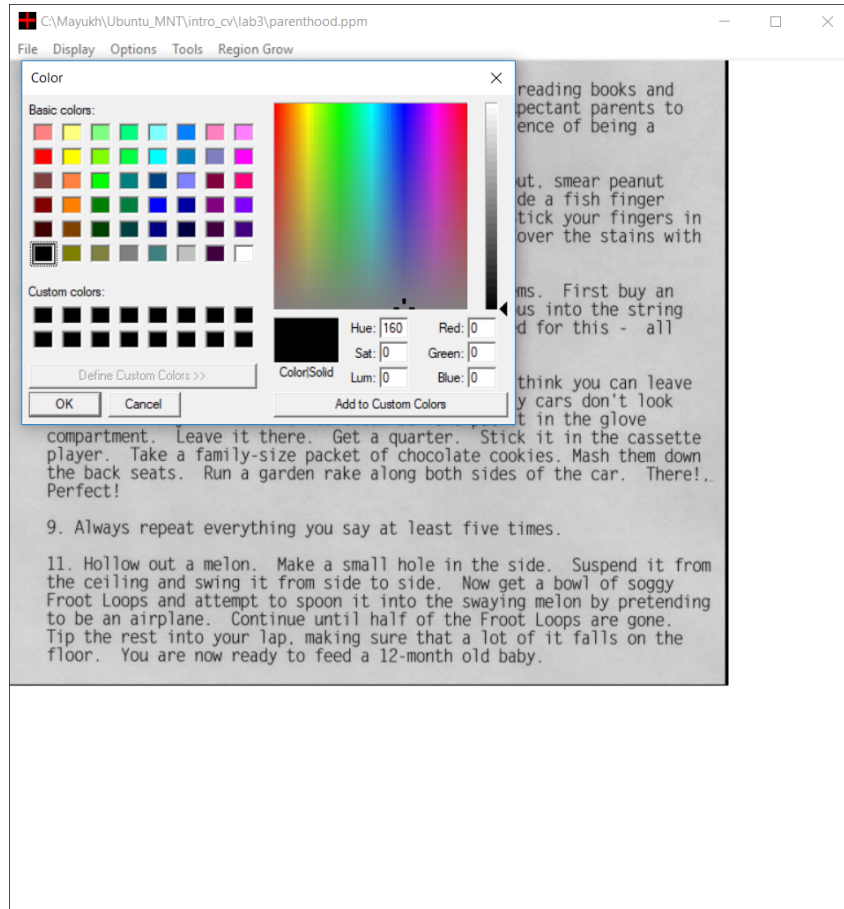 C:\Mayukh\Ubuntu_MNT\intro_cv\lab3\parenthood.ppm
File Display Options Tools Region Grow
Color
Basic colors:
Custom colors:
Define Custom Colors >>
OK Cancel
Color|Solid
Hue: 160
Sat: 0
Lum: 0
Red: 0
Green: 0
Blue: 0
Add to Custom Colors
reading books and
pectant parents to
ence of being a
ut, smear peanut
de a fish finger
tick your fingers in
over the stains with
ms. First buy an
us into the string
d for this - all
think you can leave
y cars don't look
t in the glove
compartment. Leave it there. Get a quarter. Stick it in the cassette
player. Take a family-size packet of chocolate cookies. Mash them down
the back seats. Run a garden rake along both sides of the car. There!,
Perfect!
9. Always repeat everything you say at least five times.
11. Hollow out a melon. Make a small hole in the side. Suspend it from
the ceiling and swing it from side to side. Now get a bowl of soggy
Froot Loops and attempt to spoon it into the swaying melon by pretending
to be an airplane. Continue until half of the Froot Loops are gone.
Tip the rest into your lap, making sure that a lot of it falls on the
floor. You are now ready to feed a 12-month old baby.